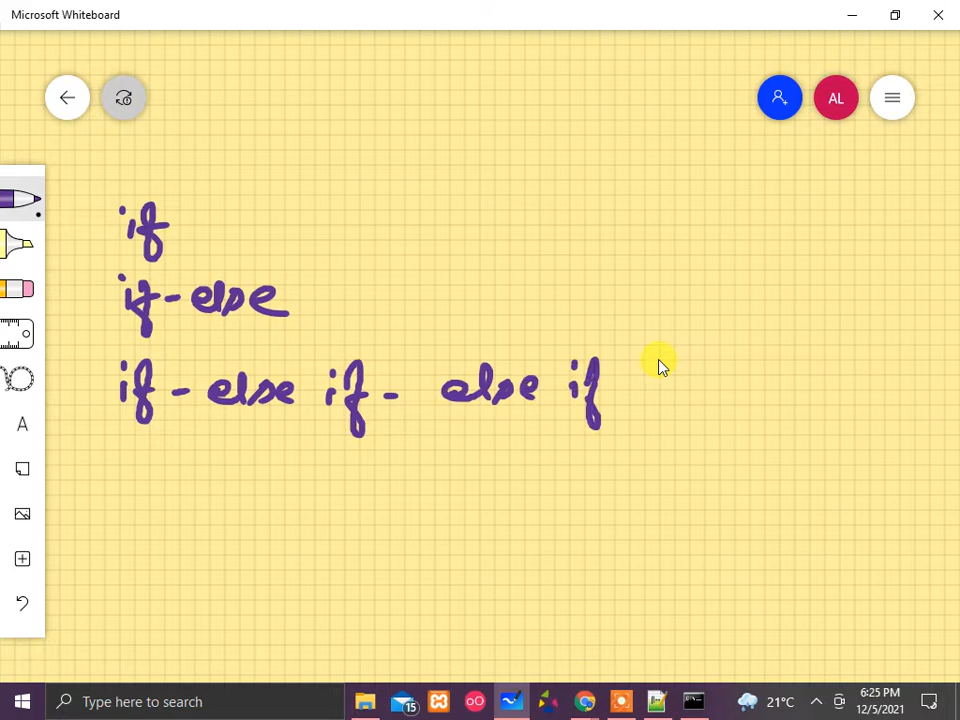 Microsoft Whiteboard
AL
if
if - else
if - else if - else if
A
Type here to search
15
21°C
6:25 PM
12/5/2021